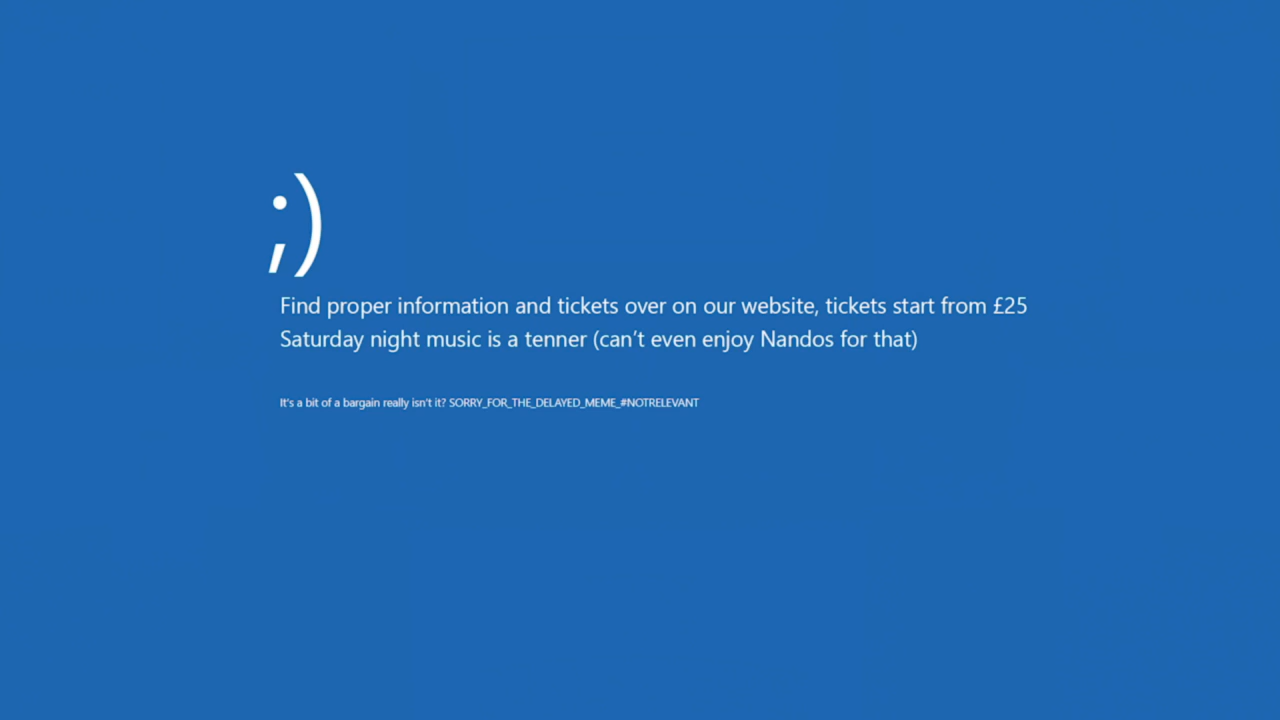 ;)
Find proper information and tickets over on our website, tickets start from £25
Saturday night music is a tenner (can’t even enjoy Nandos for that)
It's a bit of a bargain really isn't it? SORRY_FOR_THE_DELAYED_MEME_#NOTRELEVANT